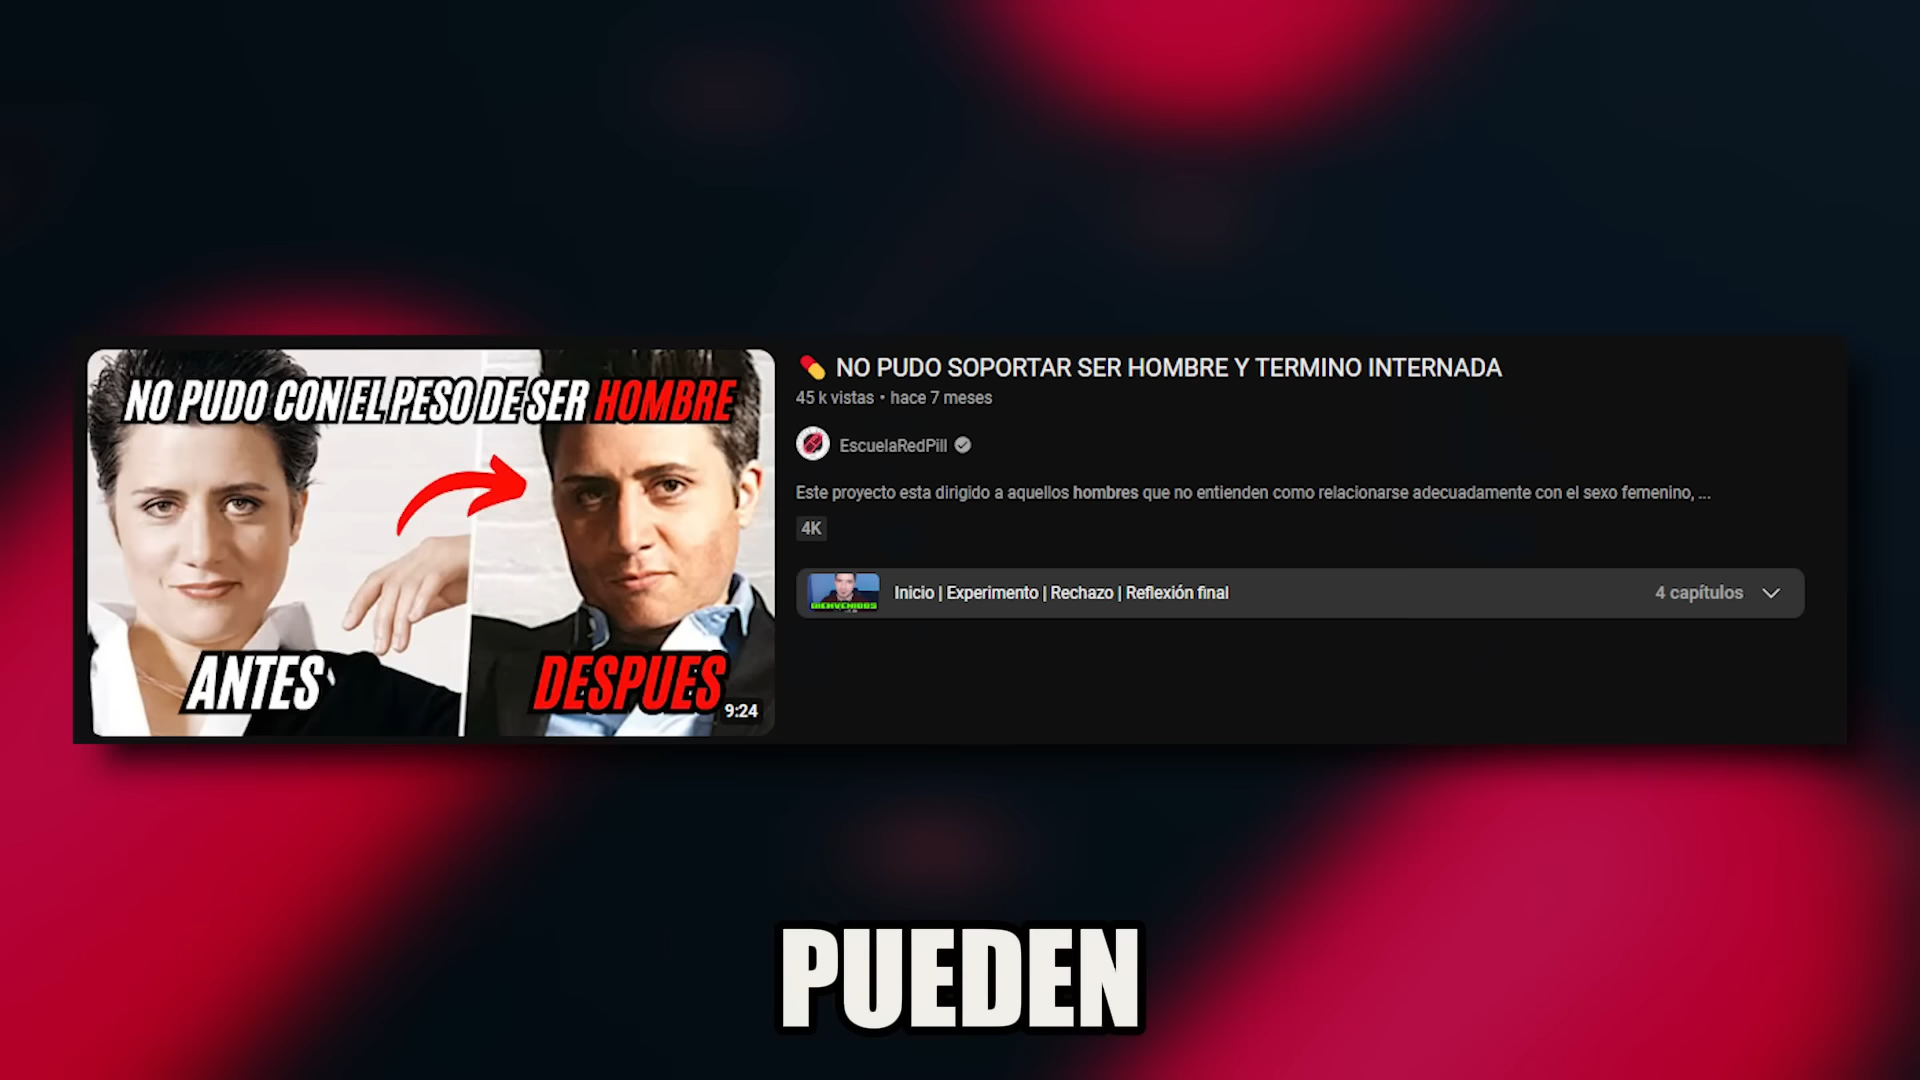 NO PUDO CON EL PESO DE SER HOMBRE
ANTES
DESPUES
9:24
NO PUDO SOPORTAR SER HOMBRE Y TERMINO INTERNADA
45 k vistas • hace 7 meses
EscuelaRedPill
Este proyecto esta dirigido a aquellos hombres que no entienden como relacionarse adecuadamente con el sexo femenino, ...
4K
BIENVENIDOS
Inicio | Experimento | Rechazo | Reflexión final
4 capítulos
PUEDEN